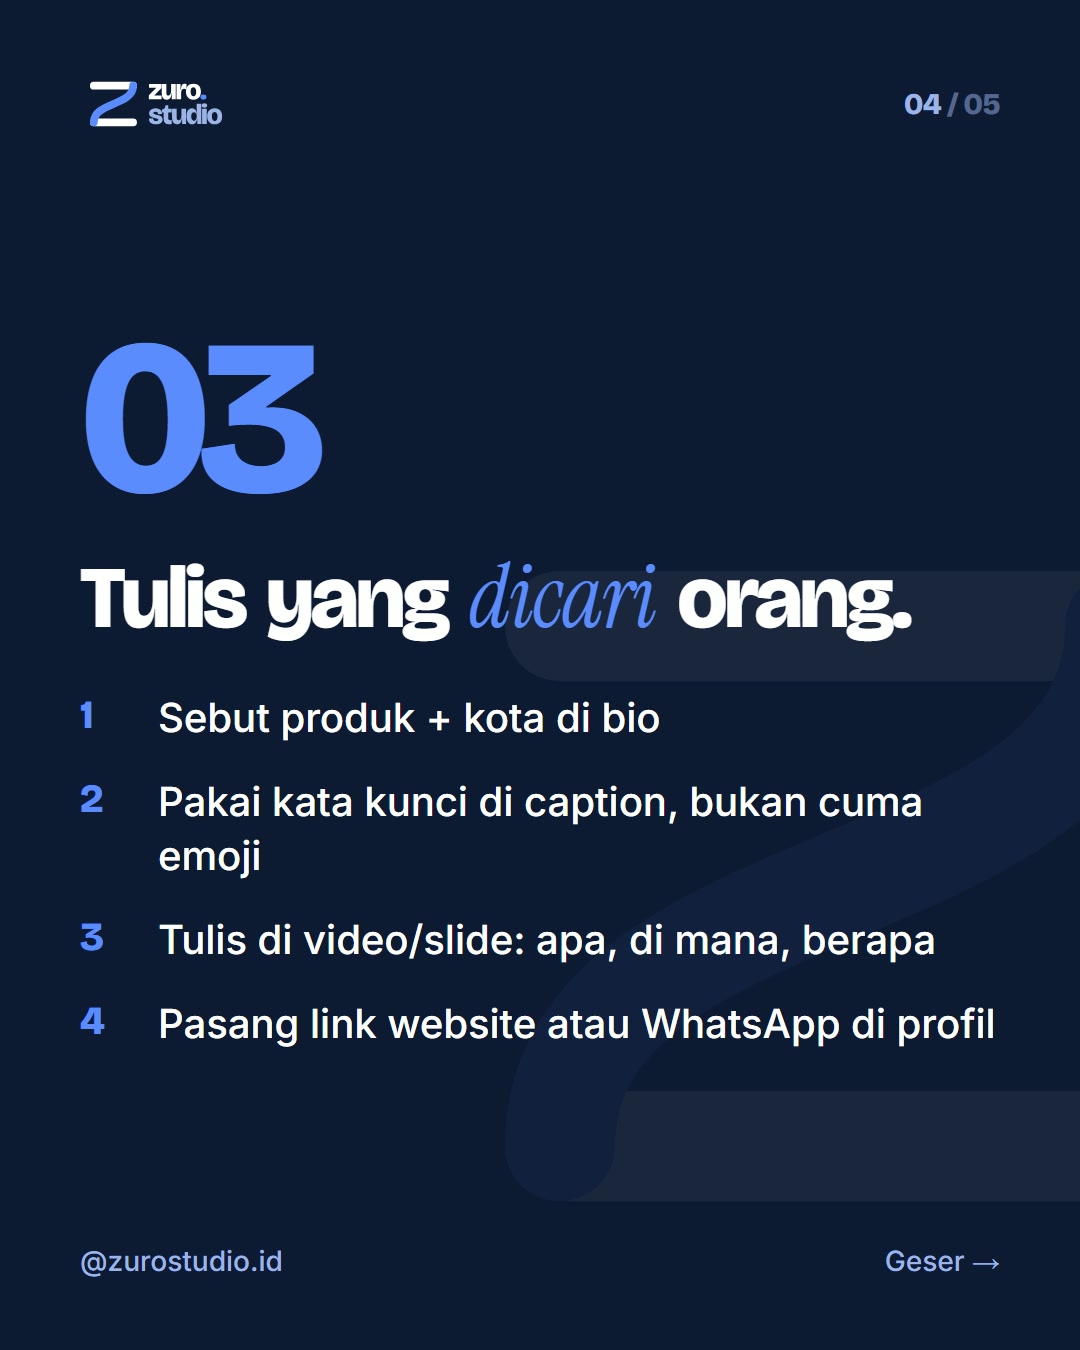 zuro.
studio
04 / 05
03
Tulis yang dicari orang.
1 Sebut produk + kota di bio
2 Pakai kata kunci di caption, bukan cuma
emoji
3 Tulis di video/slide: apa, di mana, berapa
4 Pasang link website atau WhatsApp di profil
@zurostudio.id
Geser →